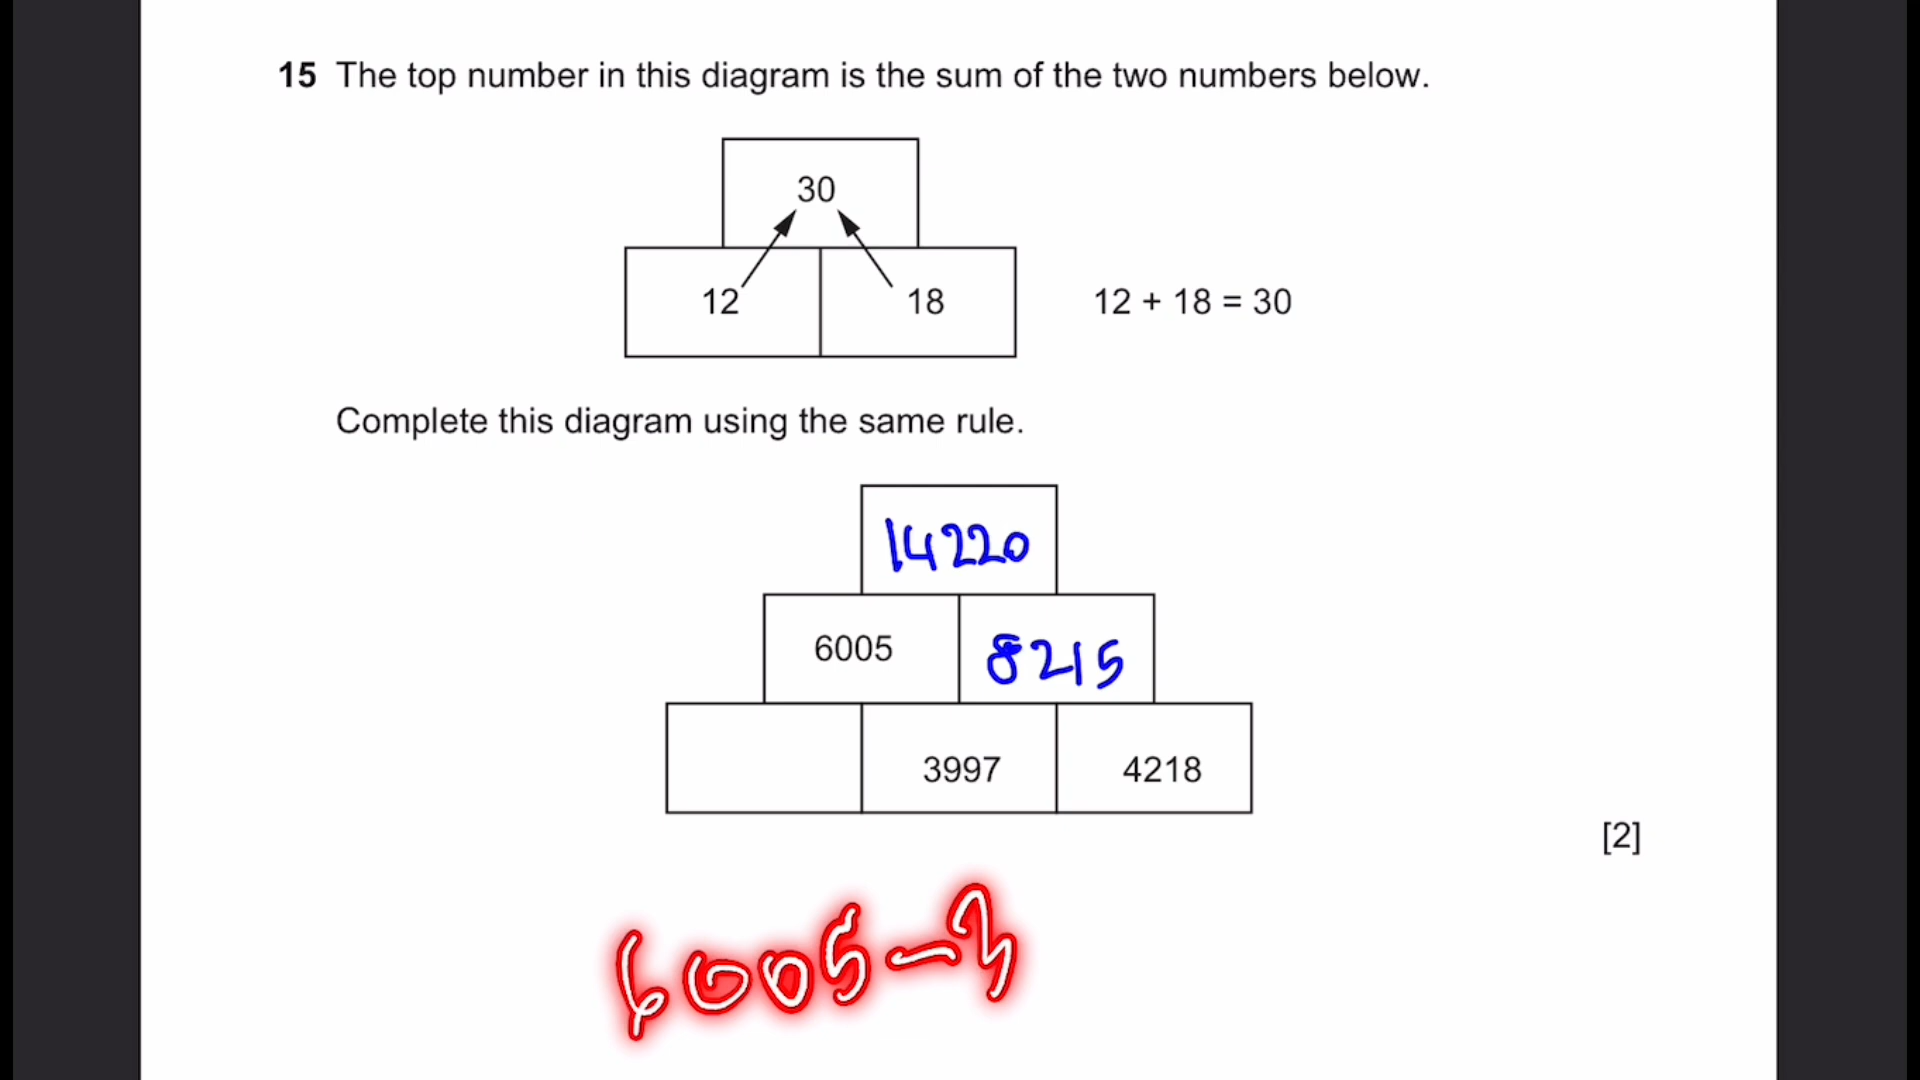 15 The top number in this diagram is the sum of the two numbers below.
30
12 18 12 + 18 = 30
Complete this diagram using the same rule.
14220
6005 8215
3997 4218
[2]
6005-3